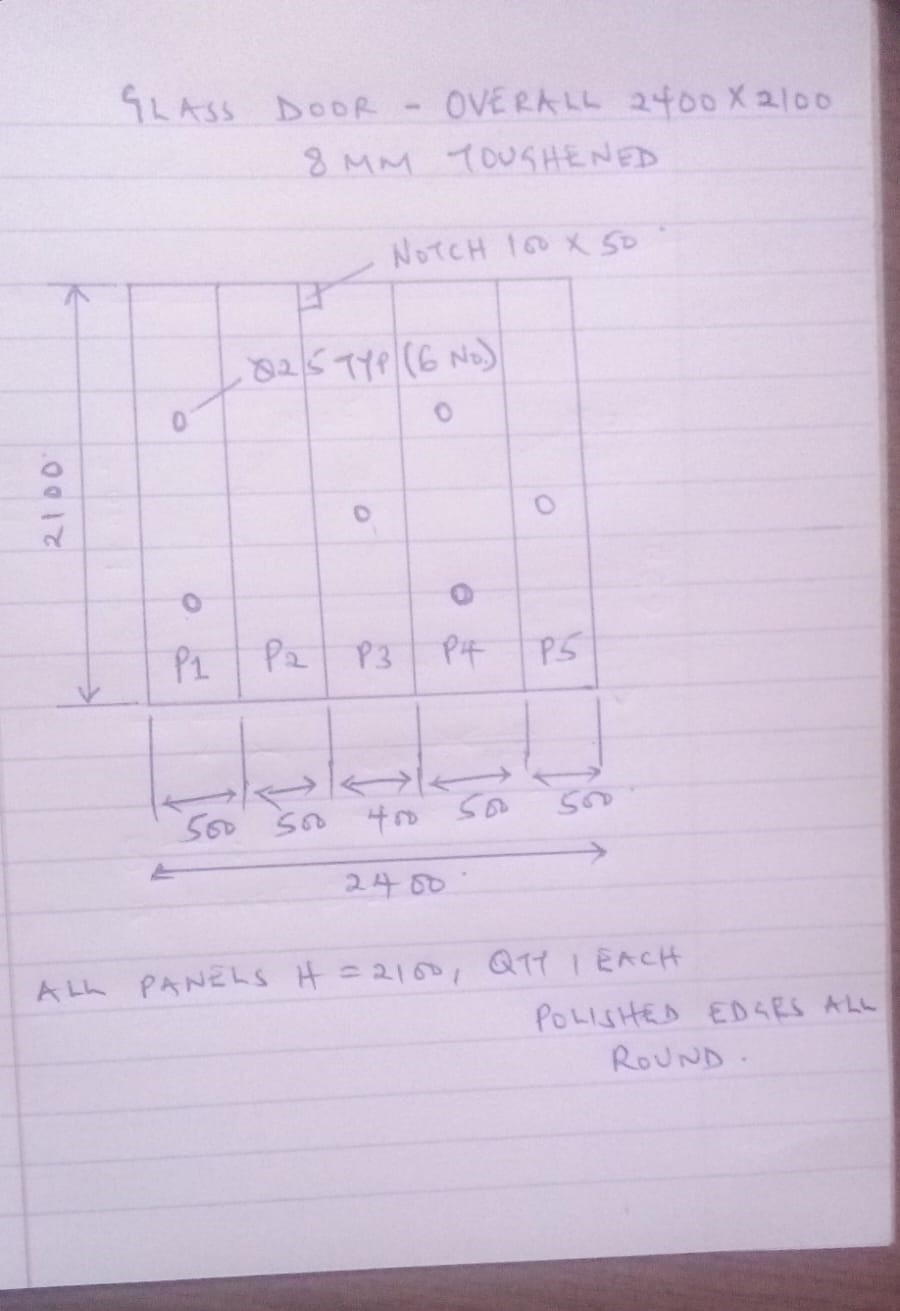 GLASS DOOR - OVERALL 2400 X 2100
8 MM TOUGHENED
NOTCH 100 X 50
Ø25 TYP (6 No.)
2100
P1 P2 P3 P4 P5
500 500 400 500 500
2400
ALL PANELS H = 2100, QTY 1 EACH
POLISHED EDGES ALL
ROUND.